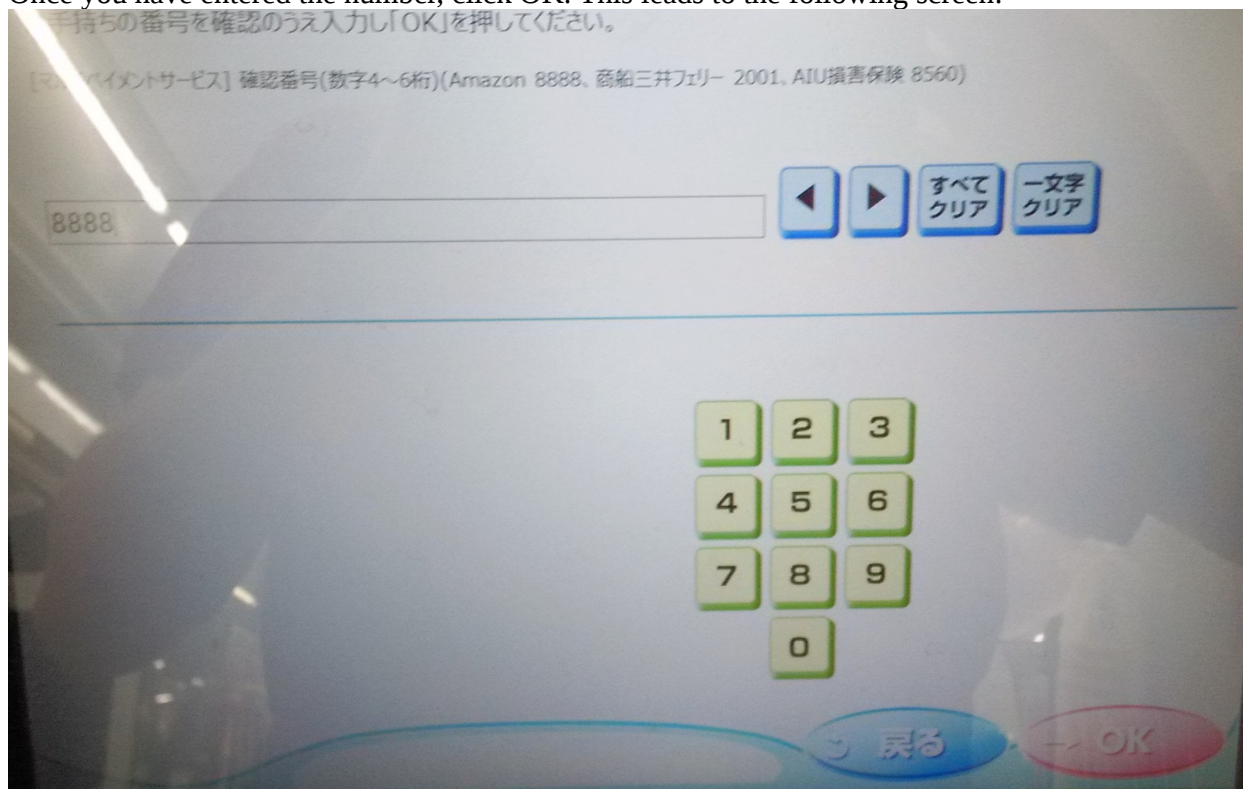 Once you have entered the number, click OK. This leads to the following screen:
手持ちの番号を確認のうえ入力し「OK」を押してください。
[マルチペイメントサービス] 確認番号(数字4～6桁)(Amazon 8888、商船三井フェリー 2001、AIU損害保険 8560)
8888
すべて
クリア
一文字
クリア
1 2 3
4 5 6
7 8 9
0
戻る
OK